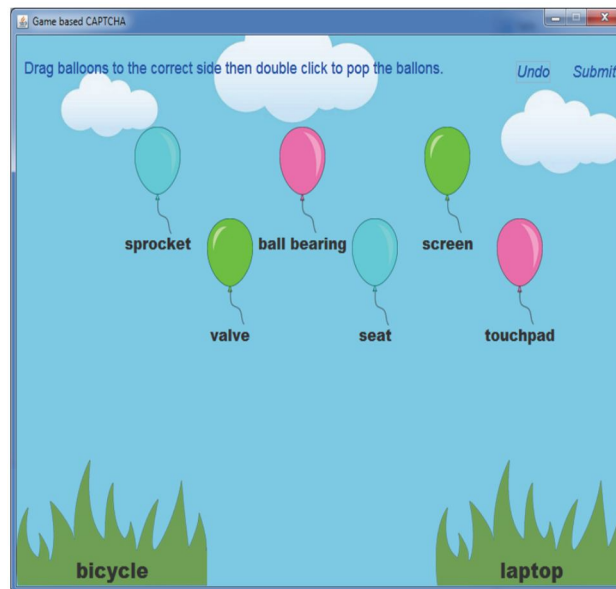 Game based CAPTCHA
Drag balloons to the correct side then double click to pop the ballons.
Undo Submit
sprocket ball bearing screen
valve seat touchpad
bicycle laptop